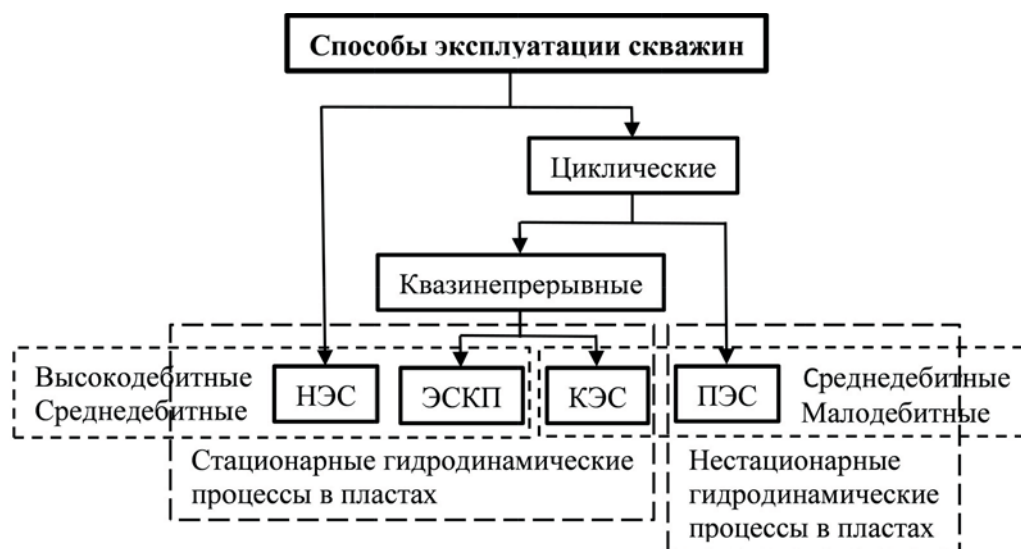 Способы эксплуатации скважин
Циклические
Квазинепрерывные
Высокодебитные
Среднедебитные
НЭС
ЭСКП
КЭС
ПЭС
Среднедебитные
Малодебитные
Стационарные гидродинамические
процессы в пластах
Нестационарные
гидродинамические
процессы в пластах